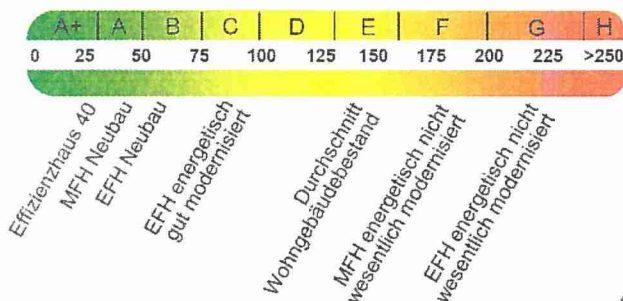 A+ A B C D E F G H
0 25 50 75 100 125 150 175 200 225 >250
Effizienzhaus 40
MFH Neubau
EFH Neubau
EFH energetisch
gut modernisiert
Durchschnitt
Wohngebäudebestand
MFH energetisch nicht
wesentlich modernisiert
EFH energetisch nicht
wesentlich modernisiert